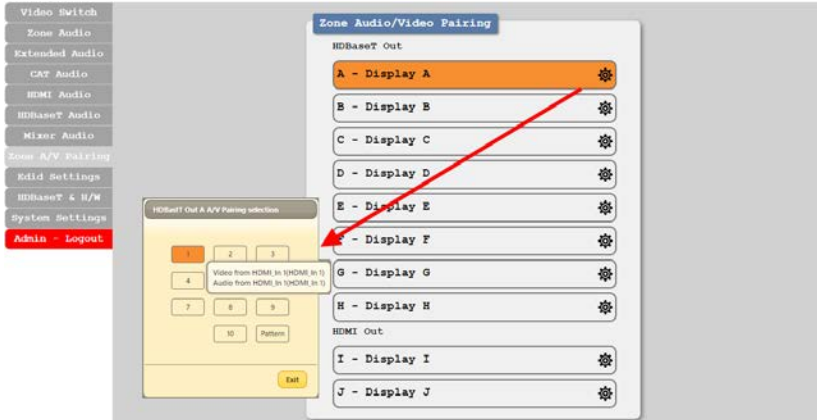 Video Switch
Zone Audio
Extended Audio
CAT Audio
HDMI Audio
HDBaseT Audio
Mixer Audio
Zone A/V Pairing
Edid Settings
HDBaseT & H/W
System Settings
Admin - Logout
Zone Audio/Video Pairing
HDBaseT Out
A - Display A
B - Display B
C - Display C
D - Display D
E - Display E
F - Display F
G - Display G
H - Display H
HDMI Out
I - Display I
J - Display J
HDBastT Out A A/V Pairing selection
1 2 3
4
Video from HDMI_In 1(HDMI_In 1)
Audio from HDMI_In 1(HDMI_In 1)
7 8 9
10 Pattern
Exit